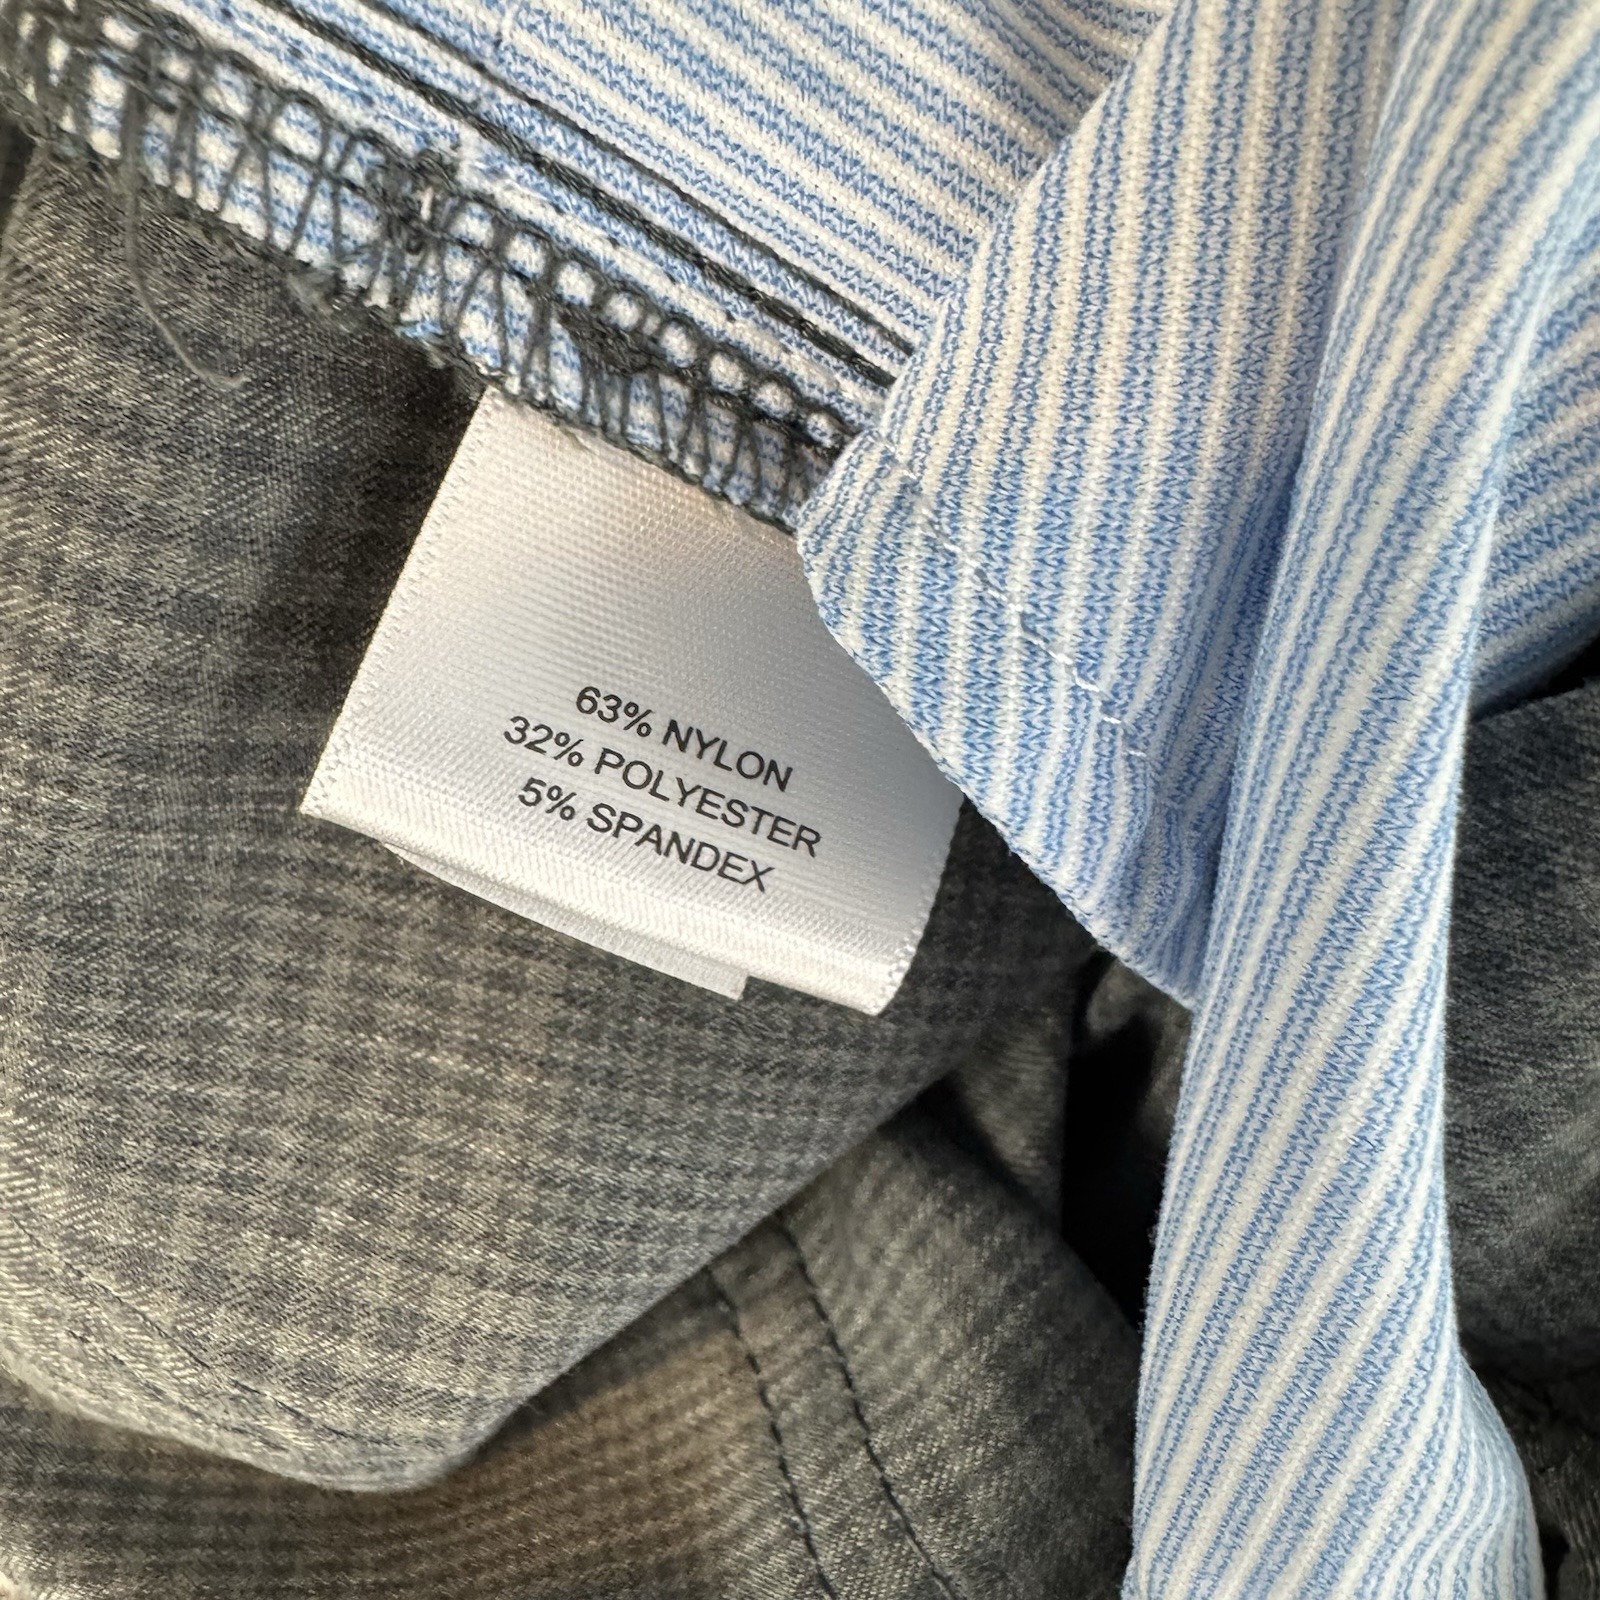 63% NYLON
32% POLYESTER
5% SPANDEX